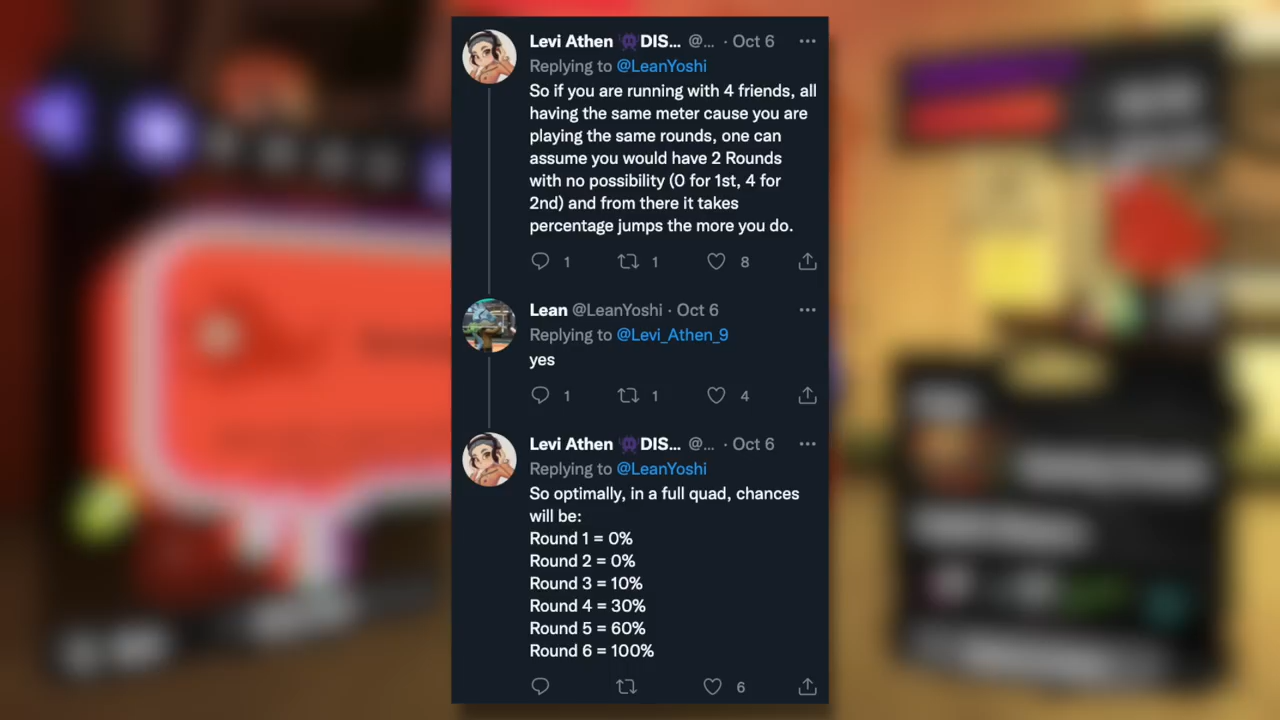 Levi Athen 👾DIS... @... · Oct 6 ···
Replying to @LeanYoshi
So if you are running with 4 friends, all
having the same meter cause you are
playing the same rounds, one can
assume you would have 2 Rounds
with no possibility (0 for 1st, 4 for
2nd) and from there it takes
percentage jumps the more you do.
1 1 8
Lean @LeanYoshi · Oct 6 ···
Replying to @Levi_Athen_9
yes
1 1 4
Levi Athen 👾DIS... @... · Oct 6 ···
Replying to @LeanYoshi
So optimally, in a full quad, chances
will be:
Round 1 = 0%
Round 2 = 0%
Round 3 = 10%
Round 4 = 30%
Round 5 = 60%
Round 6 = 100%
6